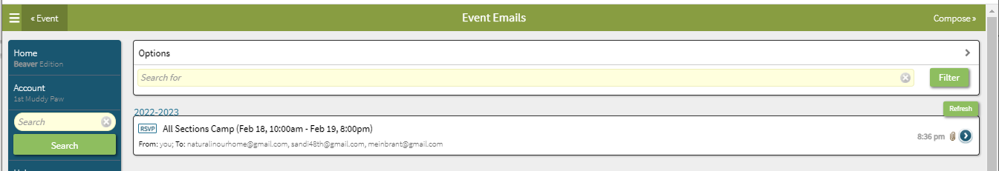 « Event
Event Emails
Compose »
Home
Beaver Edition
Account
1st Muddy Paw
Search
Search
Options
Search for
Filter
2022-2023
Refresh
RSVP All Sections Camp (Feb 18, 10:00am - Feb 19, 8:00pm)
From: you; To: naturalinourhome@gmail.com, sandi48th@gmail.com, meinbrant@gmail.com
8:36 pm